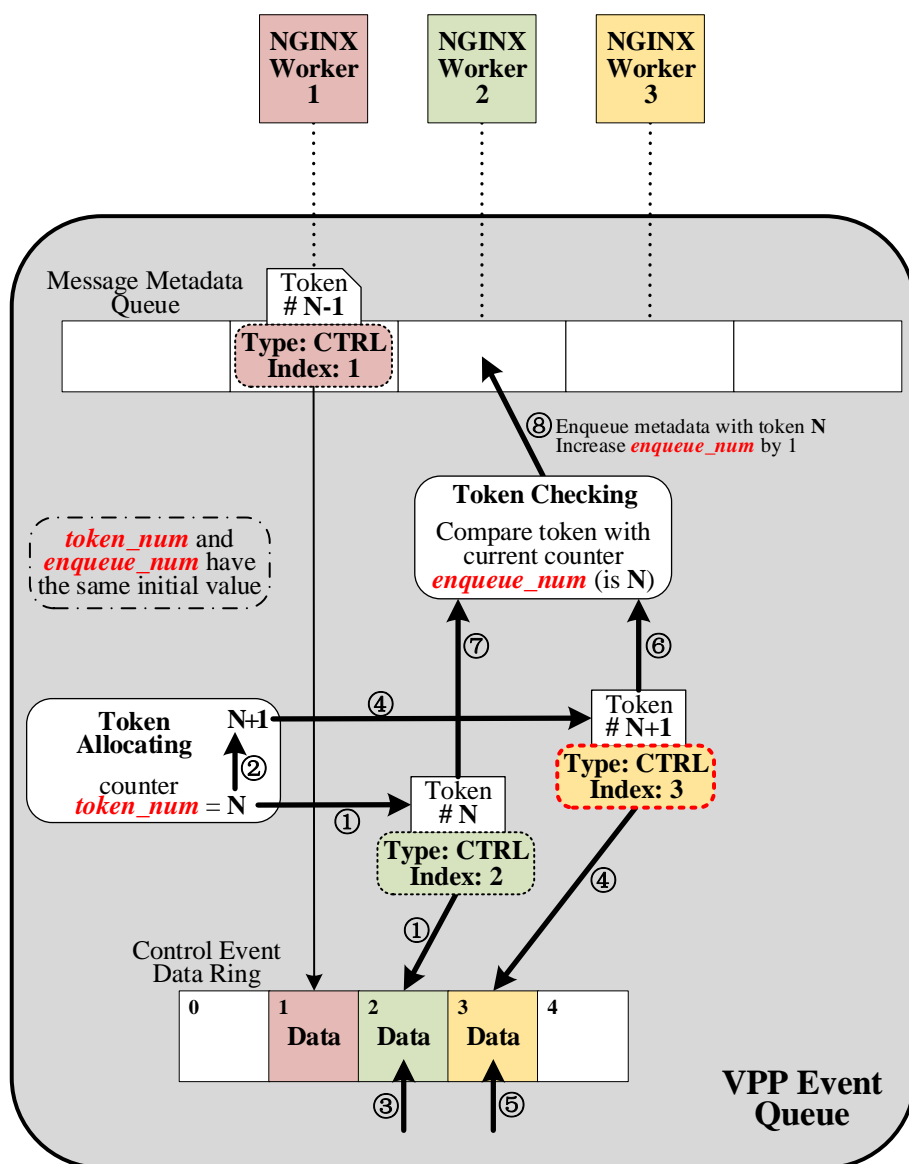 NGINX
Worker
1
NGINX
Worker
2
NGINX
Worker
3
Message Metadata
Queue
Token
# N-1
Type: CTRL
Index: 1
⑧ Enqueue metadata with token N
Increase enqueue_num by 1
Token Checking
Compare token with
current counter
enqueue_num (is N)
token_num and
enqueue_num have
the same initial value
⑦
⑥
Token
Allocating
N+1
②
counter
token_num = N
④
①
Token
# N+1
Type: CTRL
Index: 3
Token
# N
Type: CTRL
Index: 2
④
①
Control Event
Data Ring
0
1
Data
2
Data
3
Data
4
③
⑤
VPP Event
Queue